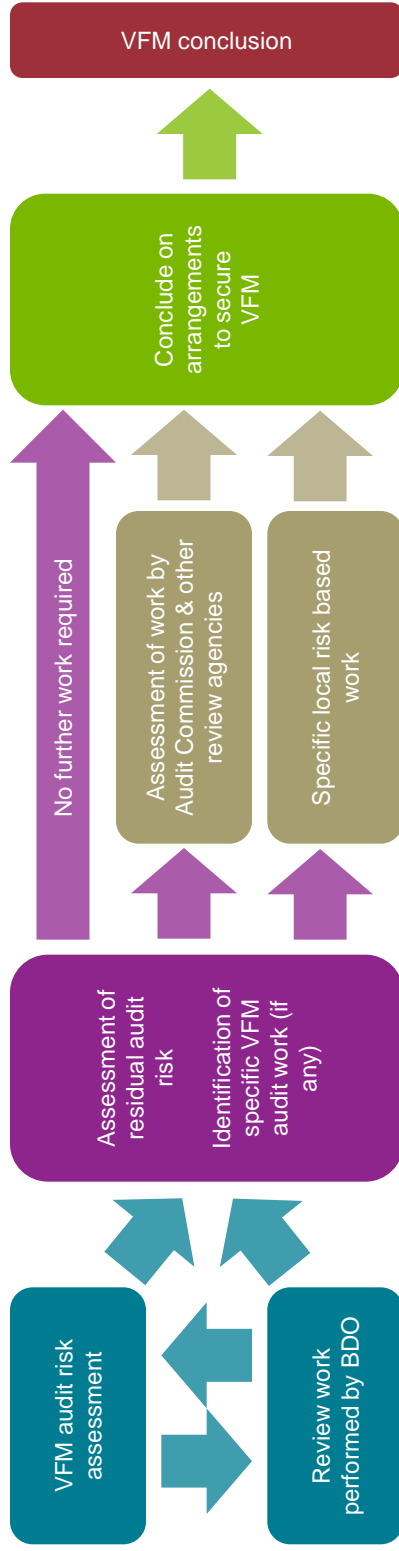 VFM audit risk
assessment
Review work
performed by BDO
Assessment of
residual audit
risk
Identification of
specific VFM
audit work (if
any)
No further work required
Assessment of work by
Audit Commission & other
review agencies
Specific local risk based
work
Conclude on
arrangements
to secure
VFM
VFM conclusion